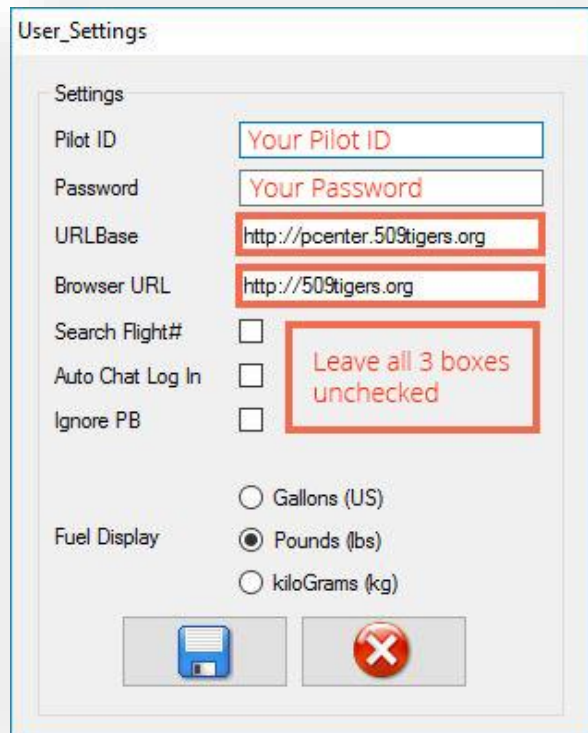 User_Settings
Settings
Pilot ID Your Pilot ID
Password Your Password
URLBase http://pcenter.509tigers.org
Browser URL http://509tigers.org
Search Flight#
Auto Chat Log In
Ignore PB
Leave all 3 boxes
unchecked
Gallons (US)
Fuel Display Pounds (lbs)
kiloGrams (kg)